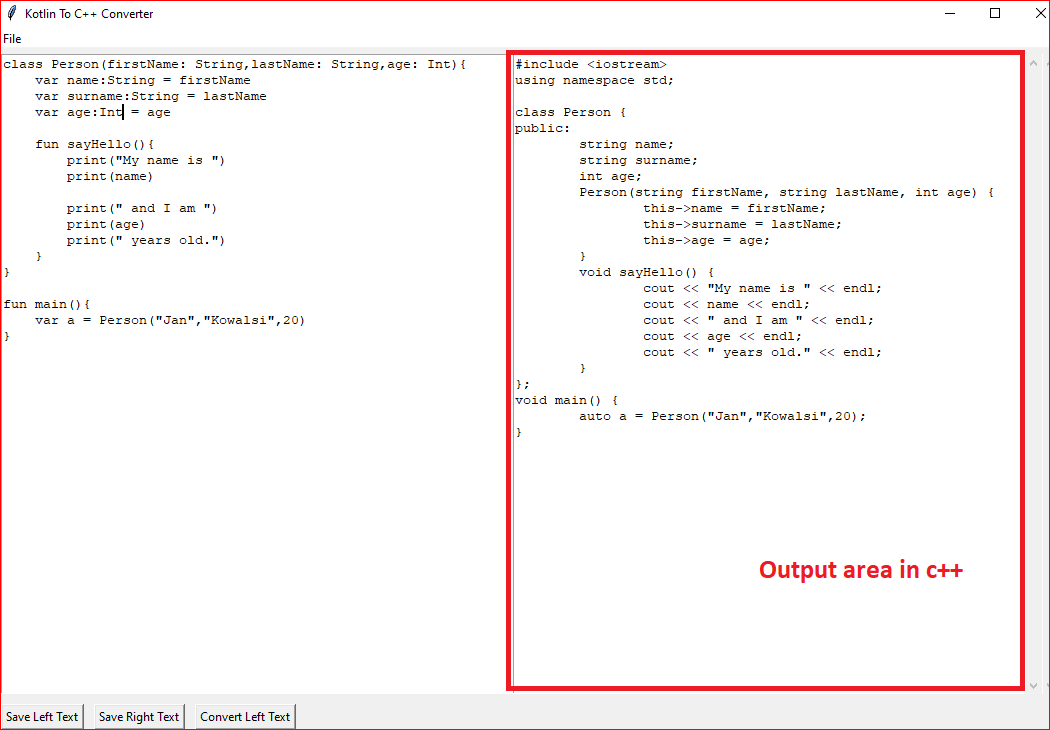 Kotlin To C++ Converter
File
class Person(firstName: String,lastName: String,age: Int){
    var name:String = firstName
    var surname:String = lastName
    var age:Int = age

    fun sayHello(){
        print("My name is ")
        print(name)

        print(" and I am ")
        print(age)
        print(" years old.")
    }
}

fun main(){
    var a = Person("Jan","Kowalsi",20)
}
#include <iostream>
using namespace std;

class Person {
public:
        string name;
        string surname;
        int age;
        Person(string firstName, string lastName, int age) {
                this->name = firstName;
                this->surname = lastName;
                this->age = age;
        }
        void sayHello() {
                cout << "My name is " << endl;
                cout << name << endl;
                cout << " and I am " << endl;
                cout << age << endl;
                cout << " years old." << endl;
        }
};
void main() {
        auto a = Person("Jan","Kowalsi",20);
}
Output area in c++
Save Left Text
Save Right Text
Convert Left Text